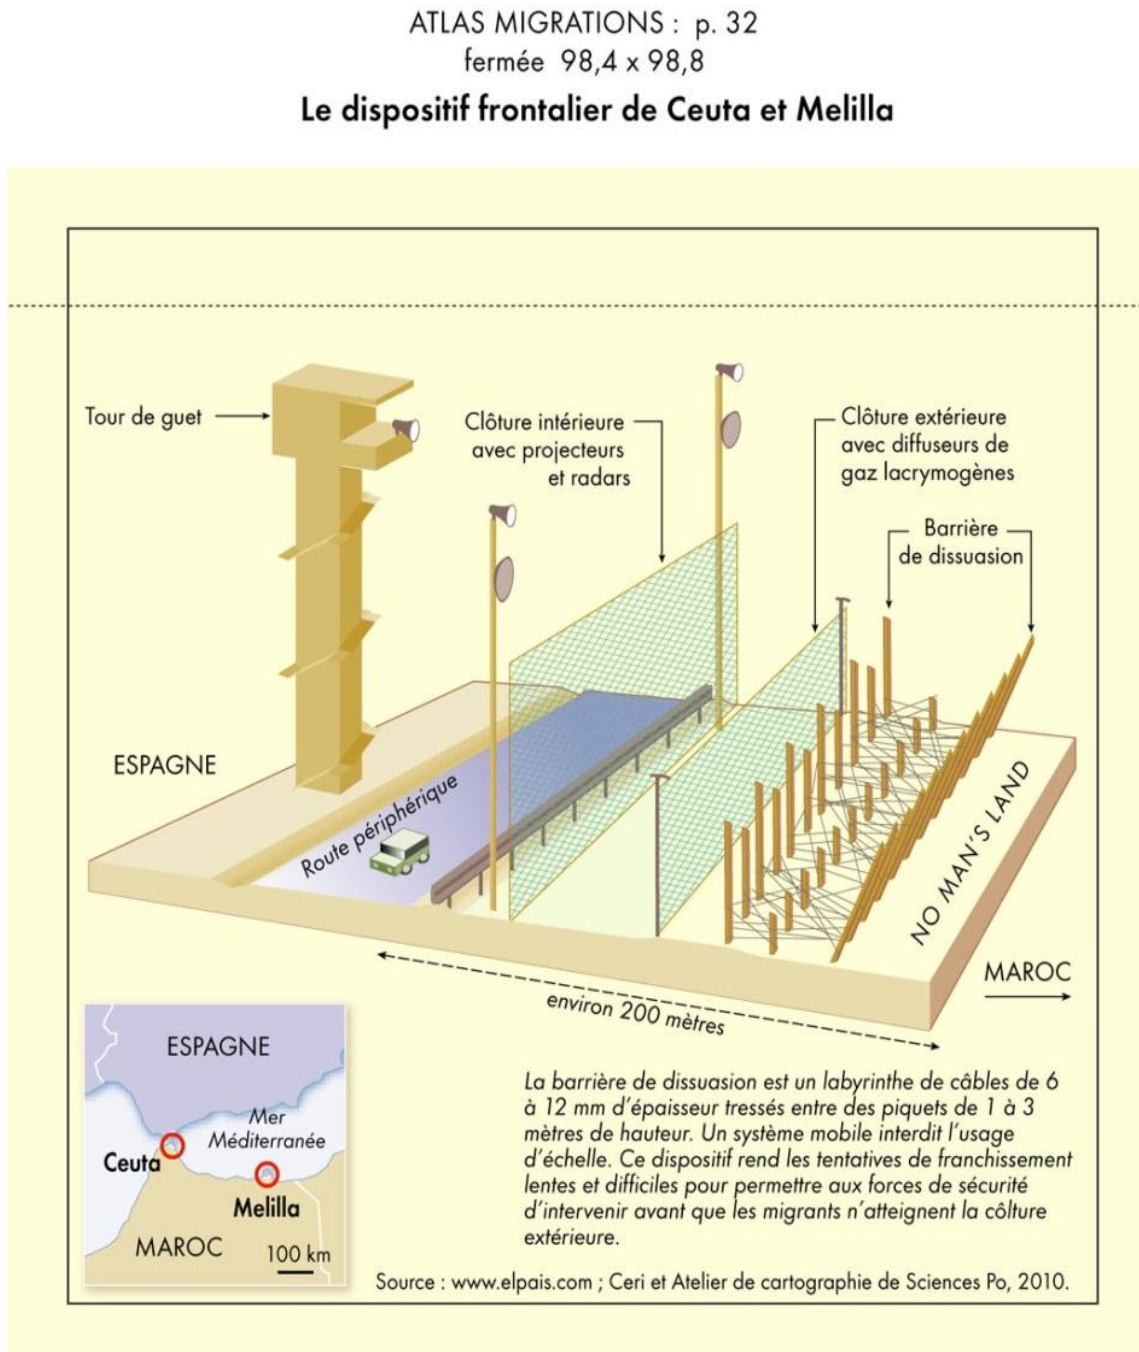 ATLAS MIGRATIONS : p. 32
fermée 98,4 x 98,8
Le dispositif frontalier de Ceuta et Melilla
Tour de guet
Clôture intérieure
avec projecteurs
et radars
Clôture extérieure
avec diffuseurs de
gaz lacrymogènes
Barrière
de dissuasion
ESPAGNE
Route périphérique
NO MAN'S LAND
MAROC
environ 200 mètres
ESPAGNE
Mer
Méditerranée
Ceuta
Melilla
MAROC
100 km
La barrière de dissuasion est un labyrinthe de câbles de 6
à 12 mm d'épaisseur tressés entre des piquets de 1 à 3
mètres de hauteur. Un système mobile interdit l'usage
d'échelle. Ce dispositif rend les tentatives de franchissement
lentes et difficiles pour permettre aux forces de sécurité
d'intervenir avant que les migrants n'atteignent la côlture
extérieure.
Source : www.elpais.com ; Ceri et Atelier de cartographie de Sciences Po, 2010.